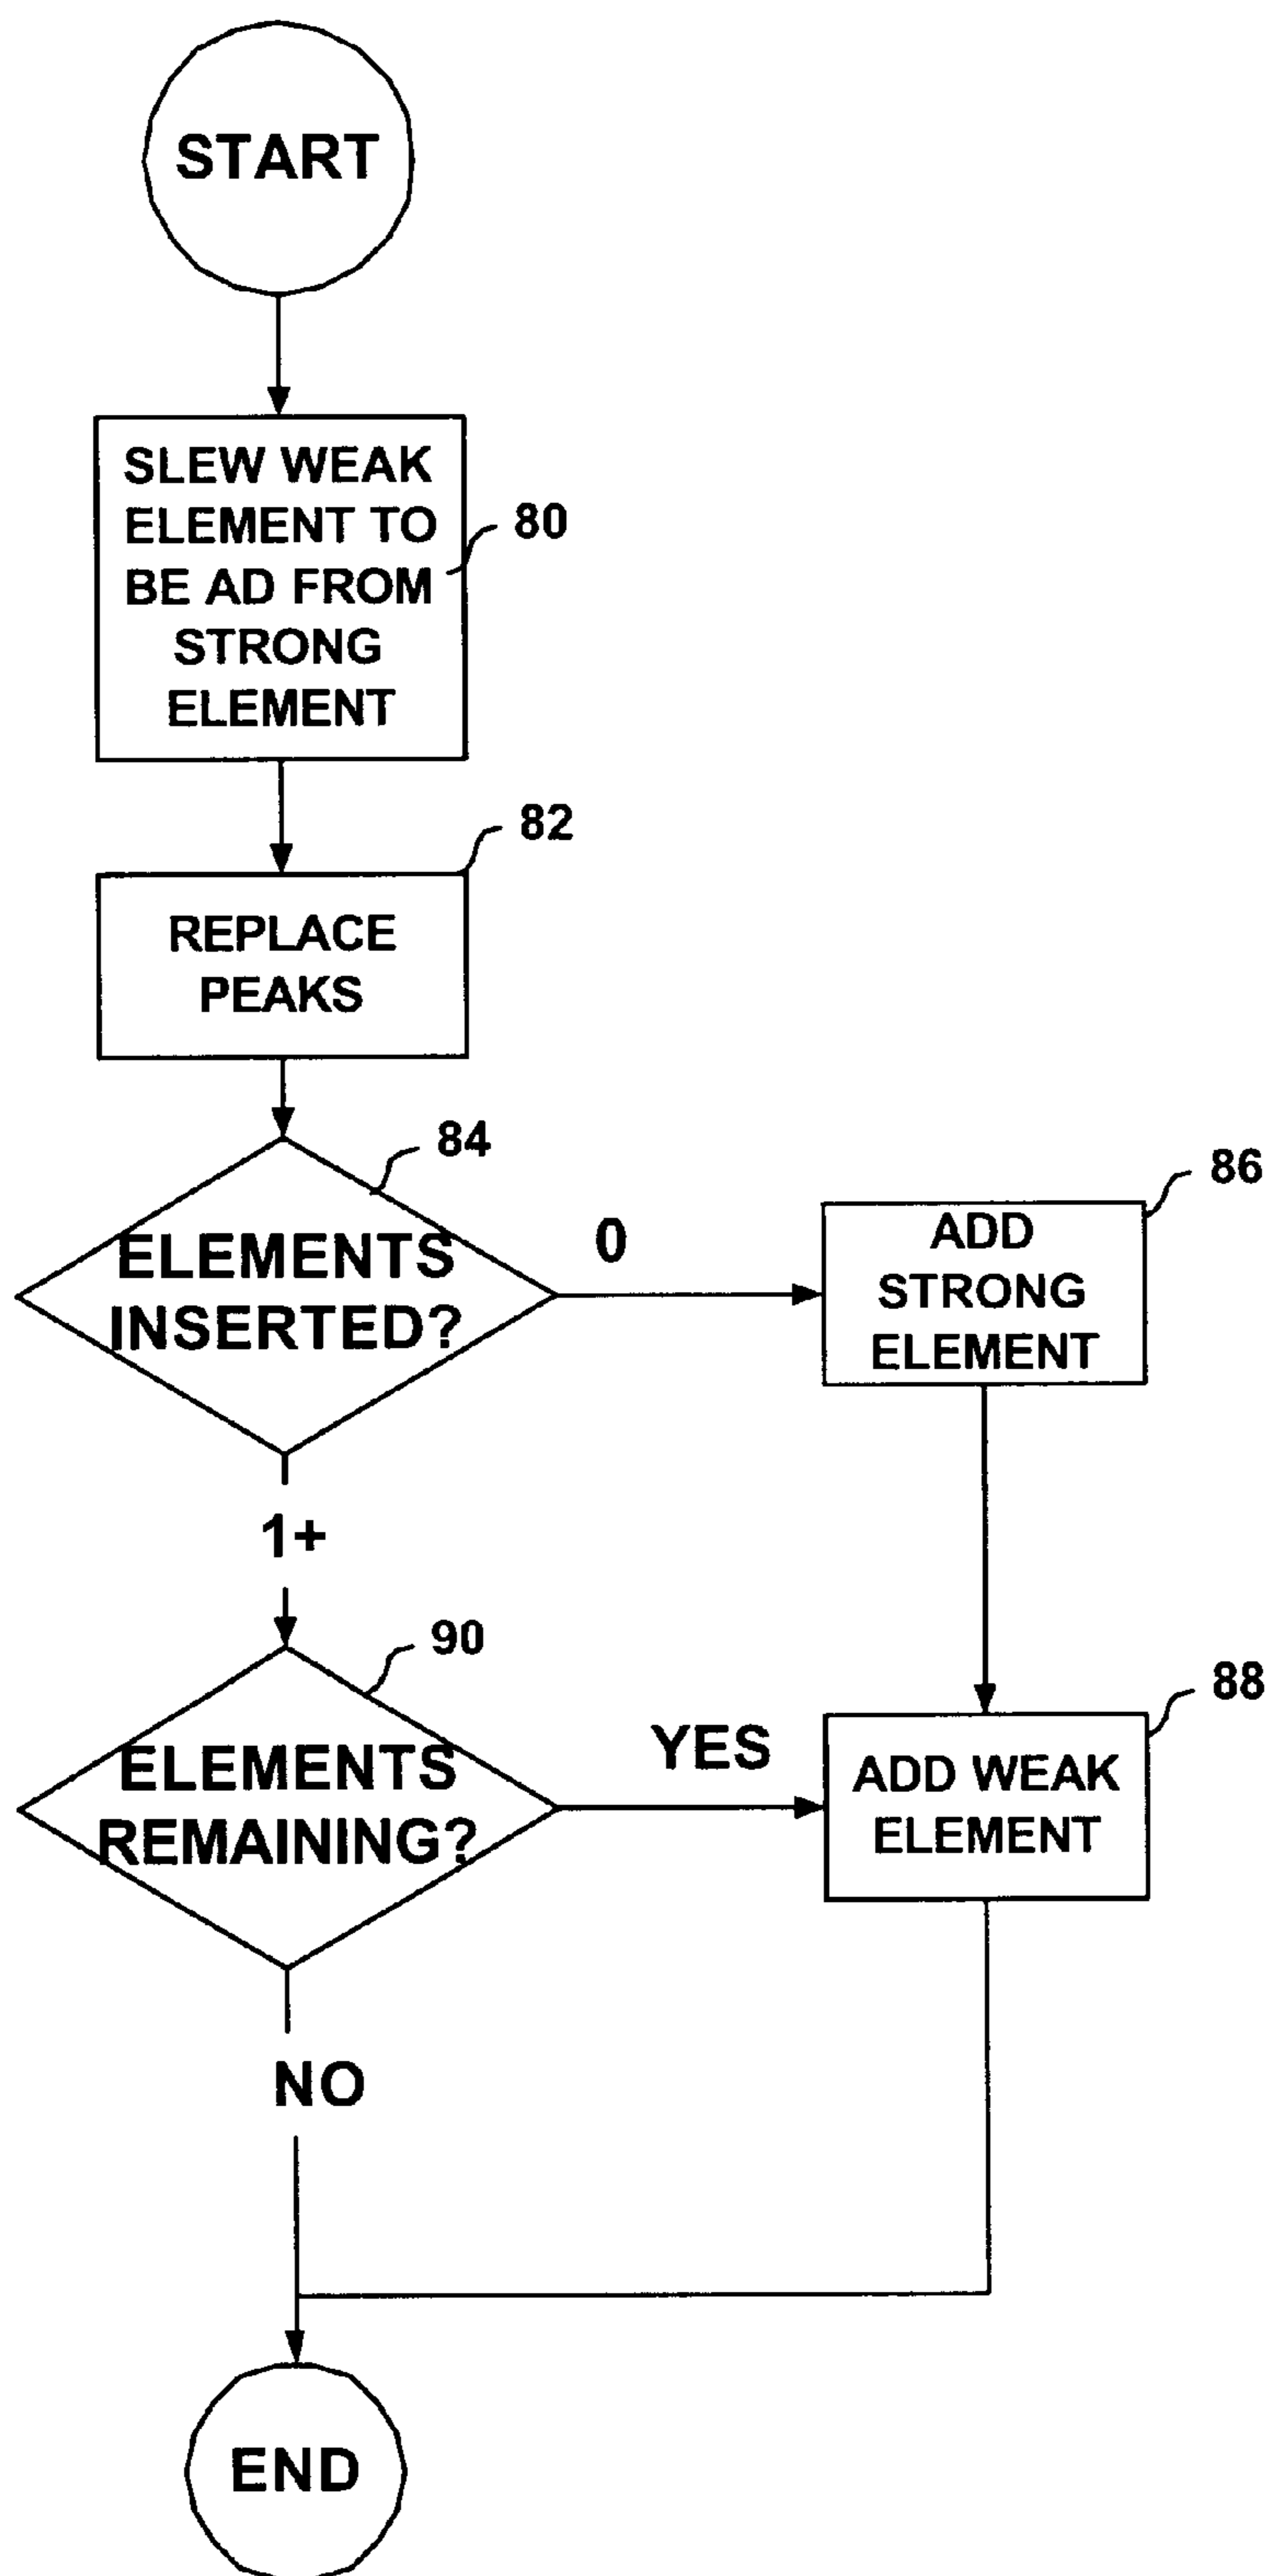 START
SLEW WEAK
ELEMENT TO
BE AD FROM
STRONG
ELEMENT
80
82
REPLACE
PEAKS
84
ELEMENTS
INSERTED?
0
86
ADD
STRONG
ELEMENT
1+
90
ELEMENTS
REMAINING?
YES
88
ADD WEAK
ELEMENT
NO
END